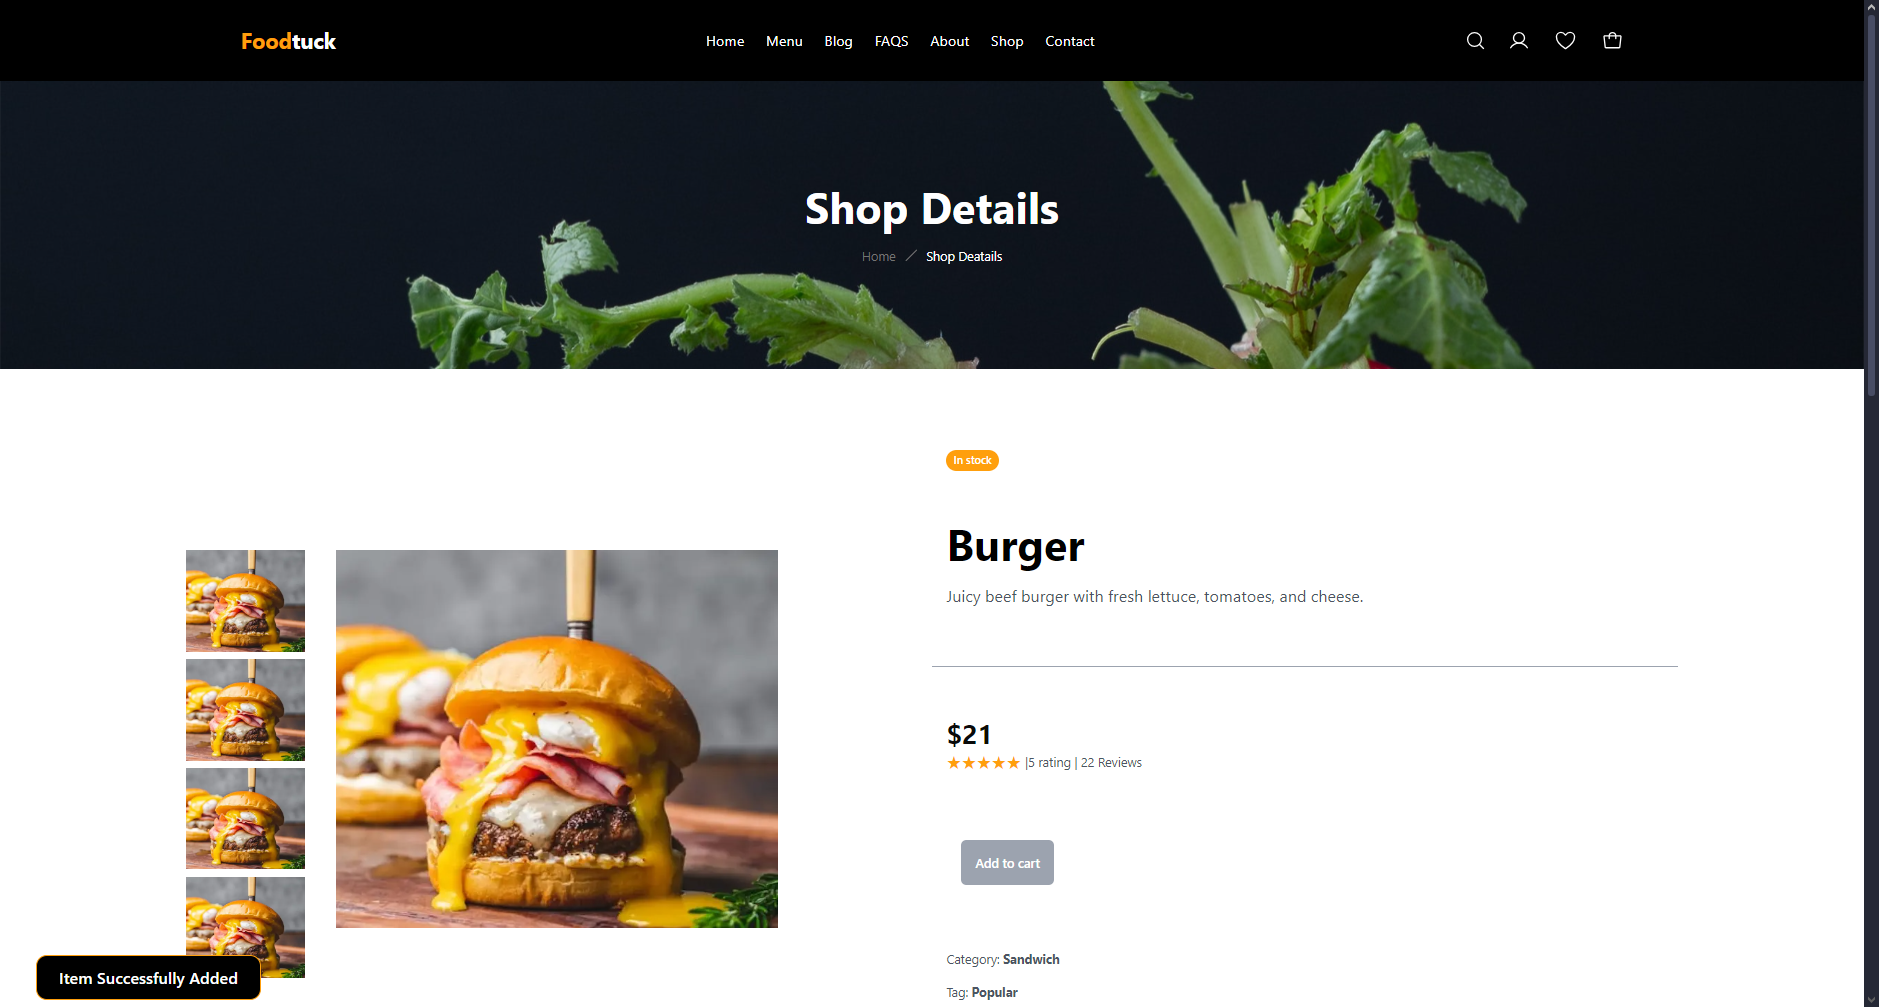 Foodtuck
Home Menu Blog FAQS About Shop Contact
Shop Details
Home / Shop Deatails
In stock
Burger
Juicy beef burger with fresh lettuce, tomatoes, and cheese.
$21
★★★★★ |5 rating | 22 Reviews
Add to cart
Category: Sandwich
Tag: Popular
Item Successfully Added